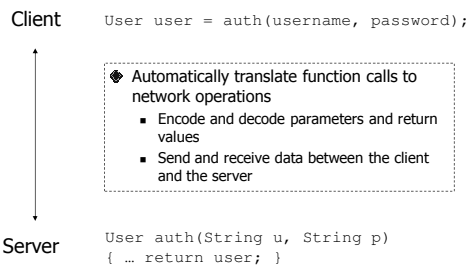 Client
User user = auth(username, password);
Automatically translate function calls to
network operations
Encode and decode parameters and return
values
Send and receive data between the client
and the server
Server
User auth(String u, String p)
{ … return user; }